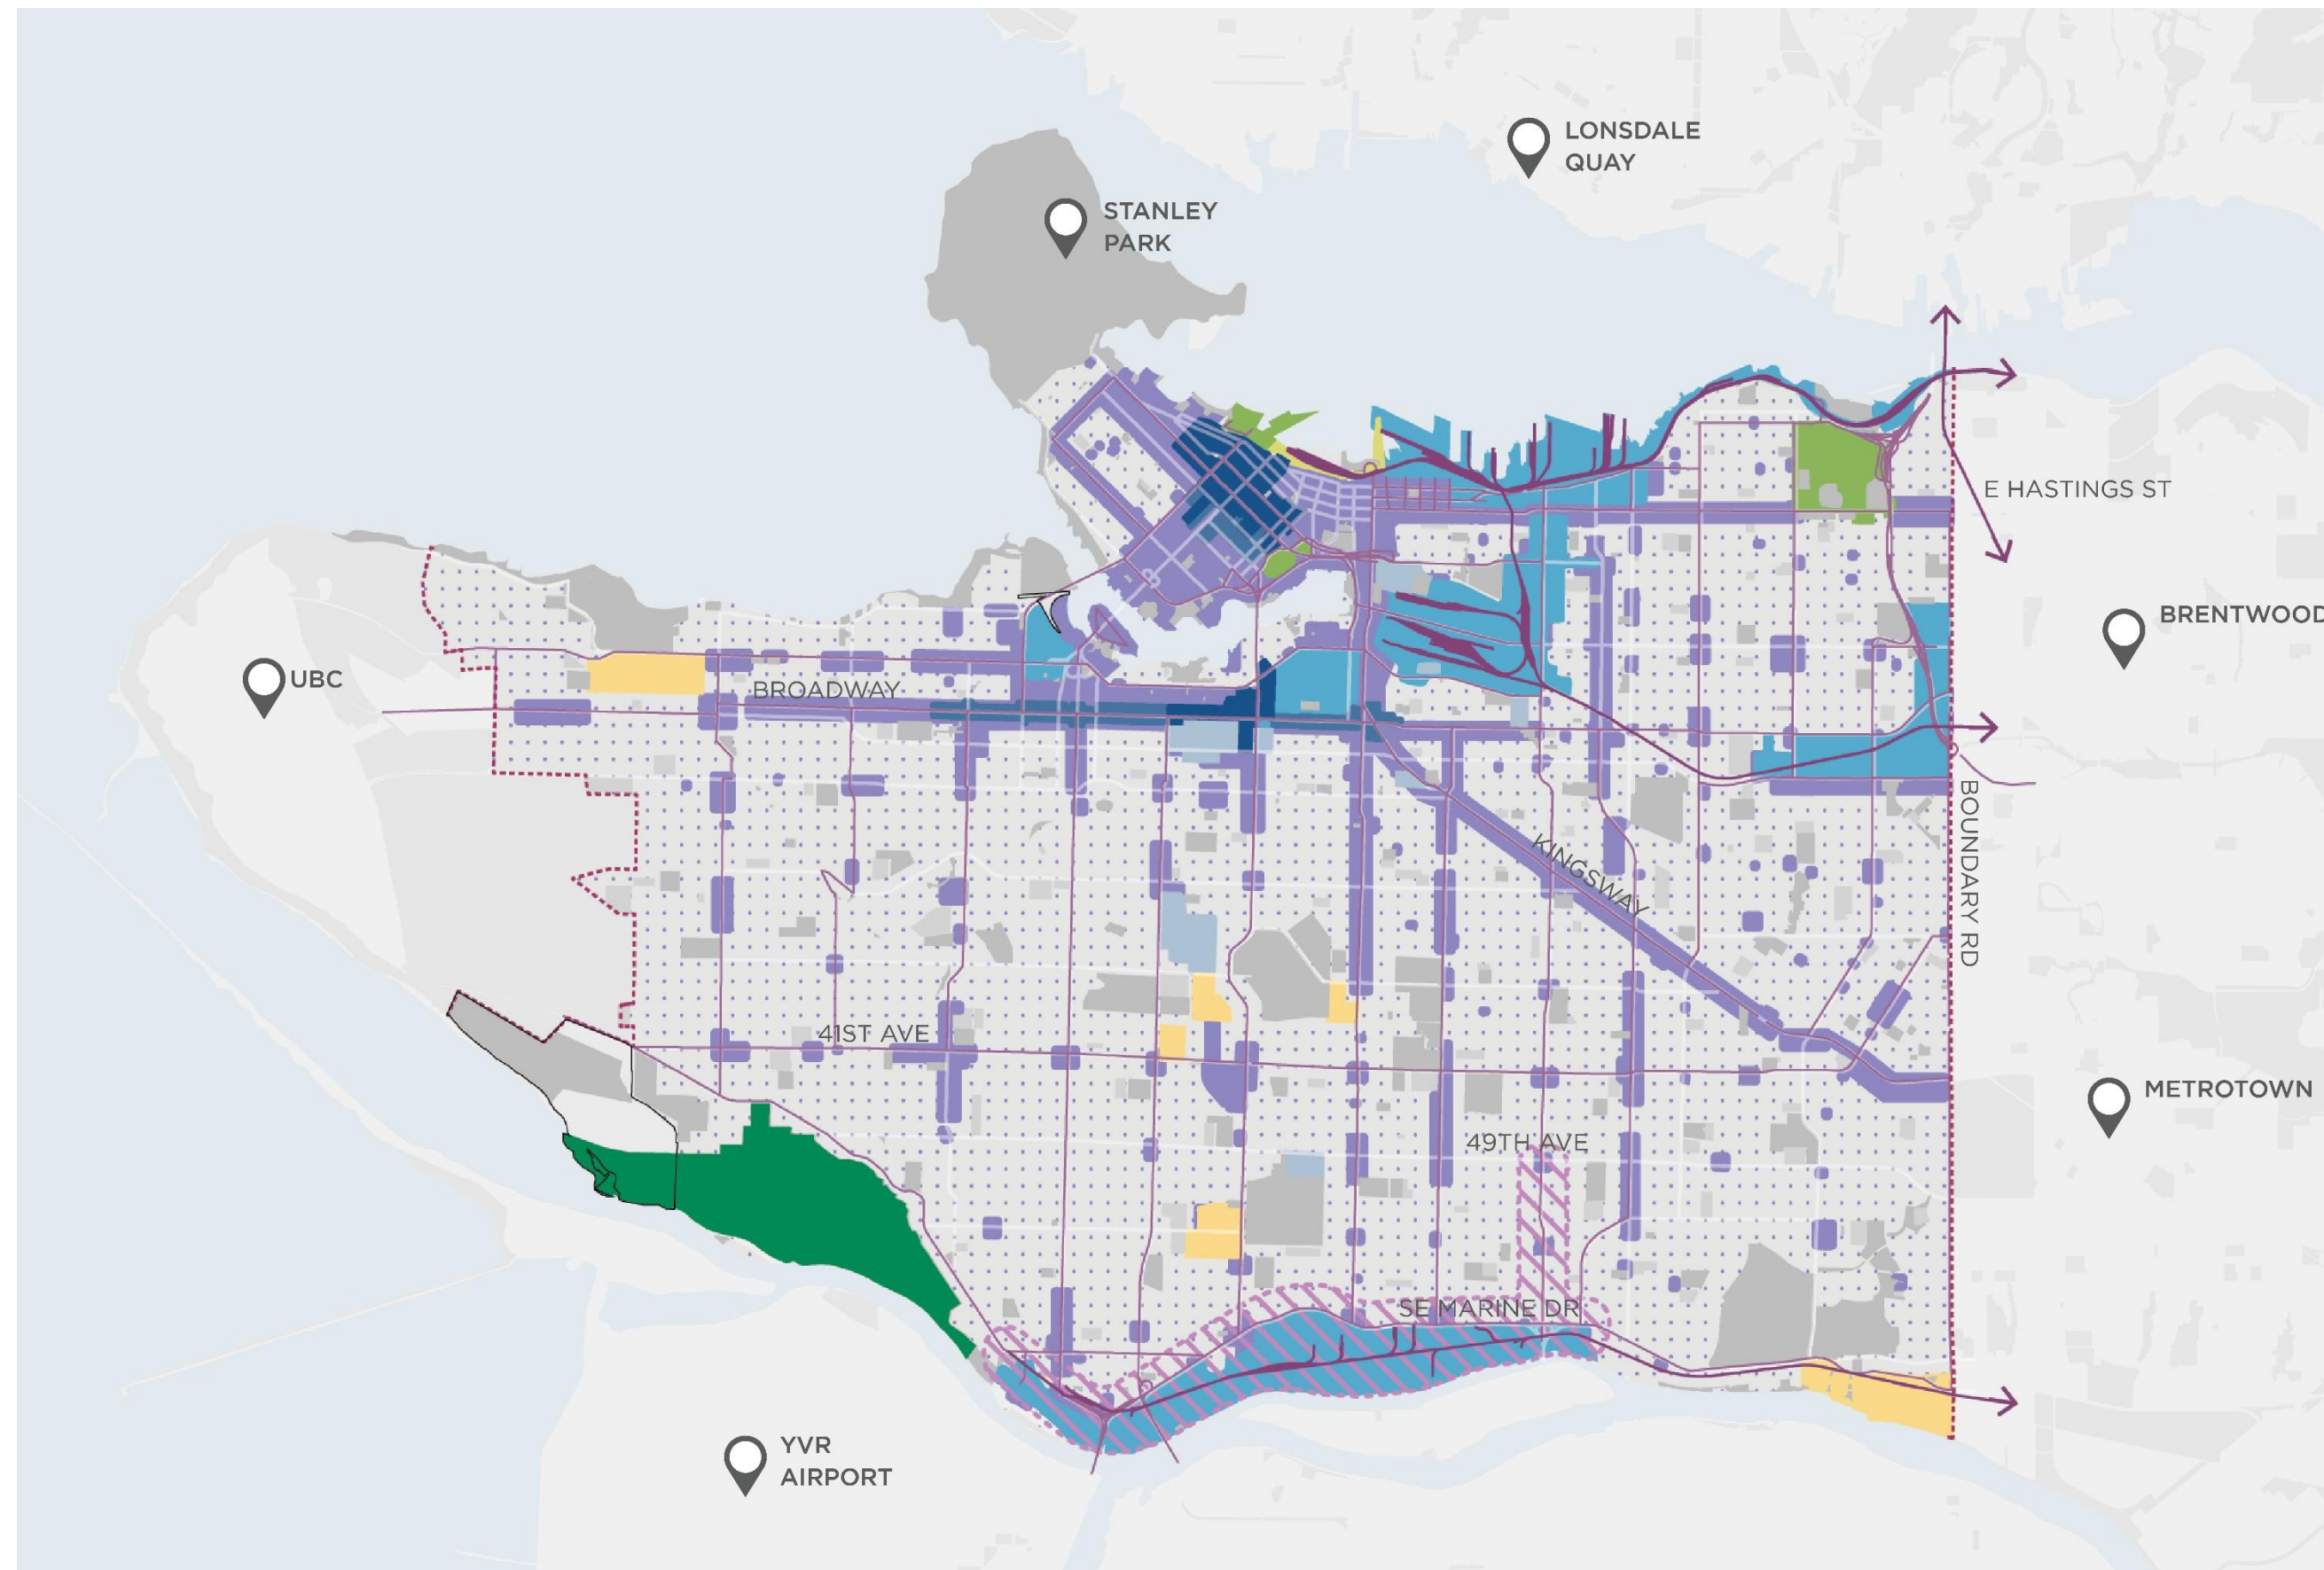 LONSDALE
QUAY
STANLEY
PARK
E HASTINGS ST
BRENTWOOD
UBC
BROADWAY
BOUNDARY RD
KINGSWAY
41ST AVE
METROTOWN
49TH AVE
SE MARINE DR
YVR
AIRPORT